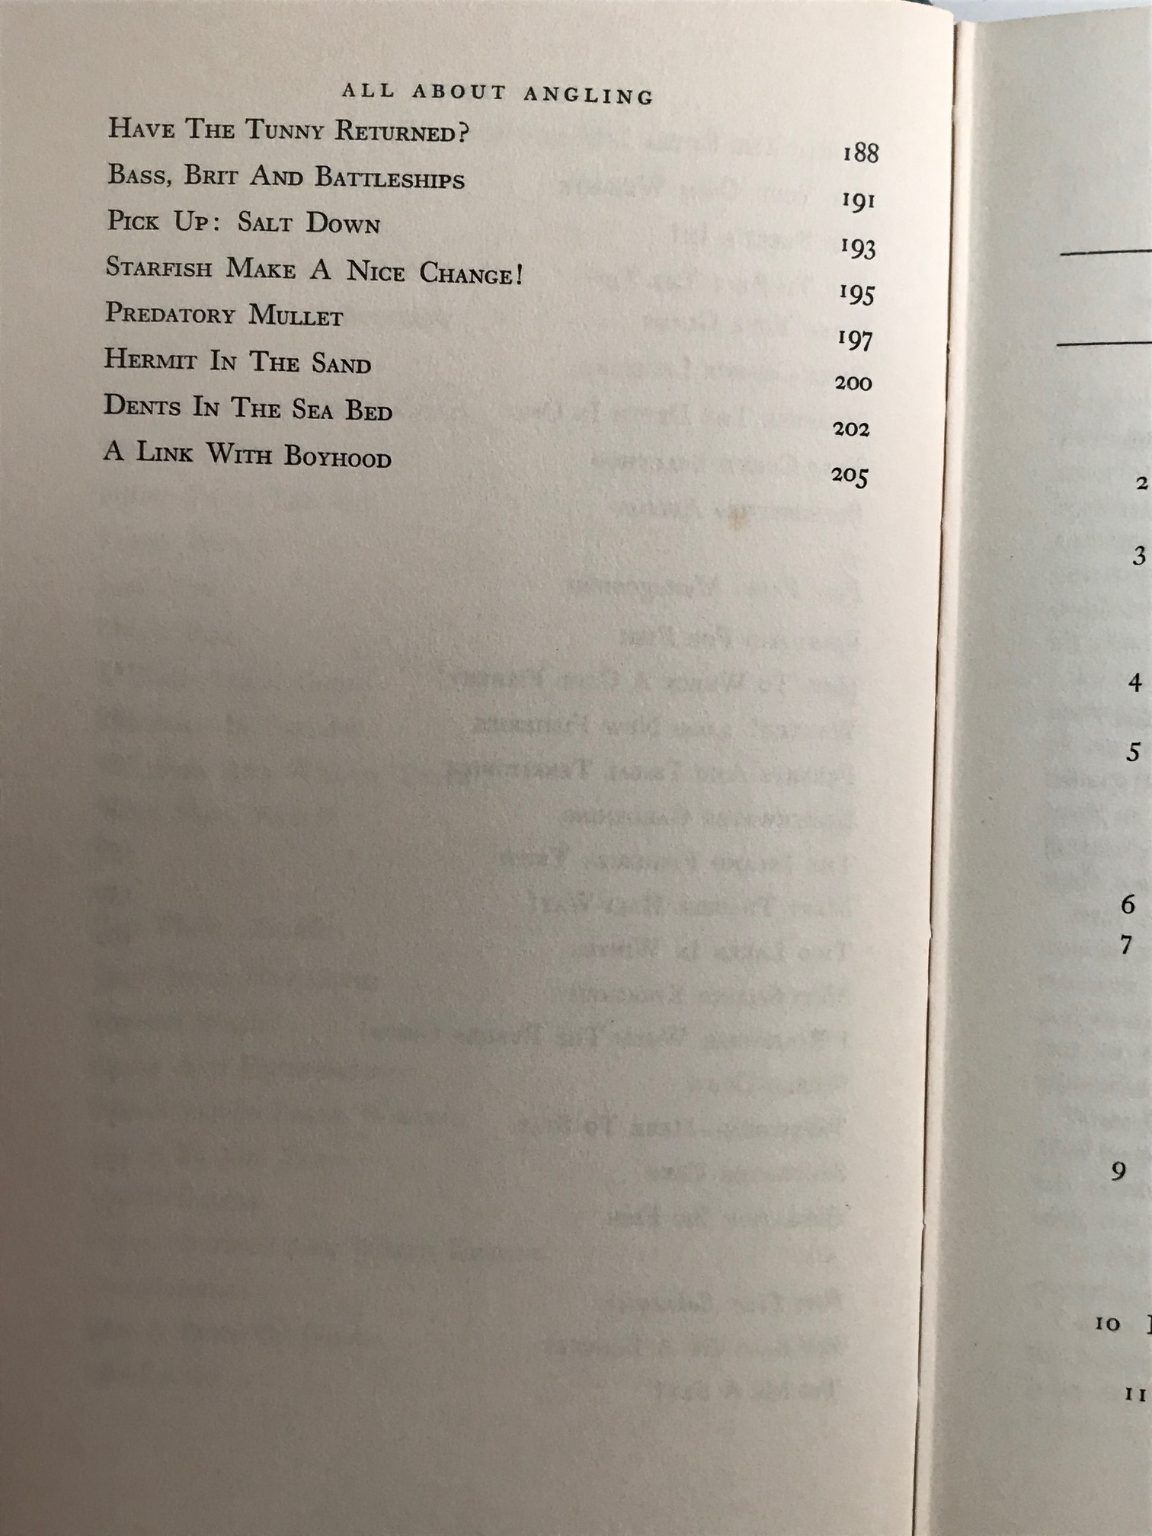 ALL ABOUT ANGLING
HAVE THE TUNNY RETURNED? 188
BASS, BRIT AND BATTLESHIPS 191
PICK UP: SALT DOWN 193
STARFISH MAKE A NICE CHANGE! 195
PREDATORY MULLET 197
HERMIT IN THE SAND 200
DENTS IN THE SEA BED 202
A LINK WITH BOYHOOD 205
2
3
4
5
6
7
9
10
11